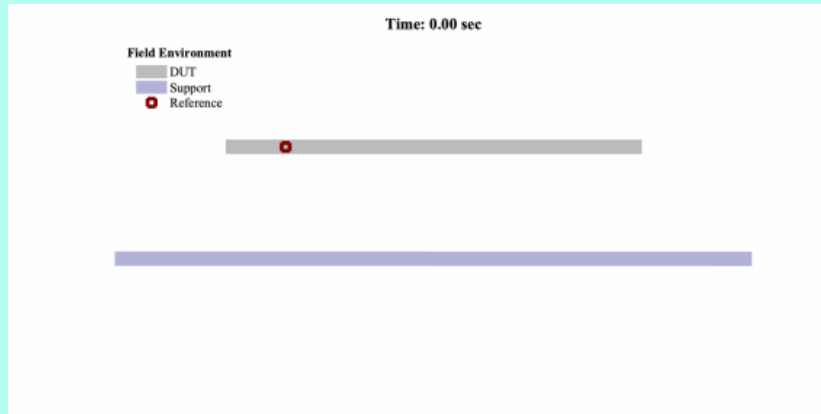 Time: 0.00 sec
Field Environment
DUT
Support
Reference